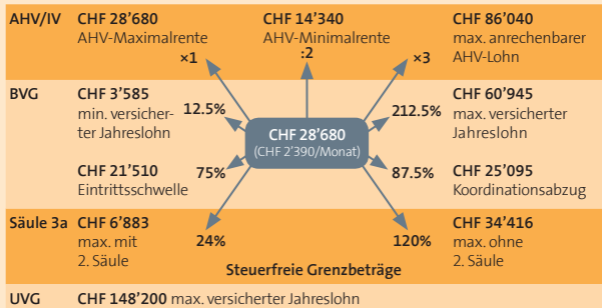 AHV/IV
CHF 28’680
AHV-Maximalrente
×1
CHF 14’340
AHV-Minimalrente
:2
CHF 86’040
max. anrechenbarer
AHV-Lohn
×3
BVG
CHF 3’585
min. versicher-
ter Jahreslohn
12.5%
CHF 28’680
(CHF 2’390/Monat)
212.5%
CHF 60’945
max. versicherter
Jahreslohn
CHF 21’510
Eintrittsschwelle
75%
87.5%
CHF 25’095
Koordinationsabzug
Säule 3a
CHF 6’883
max. mit
2. Säule
24%
120%
CHF 34’416
max. ohne
2. Säule
Steuerfreie Grenzbeträge
UVG CHF 148’200 max. versicherter Jahreslohn